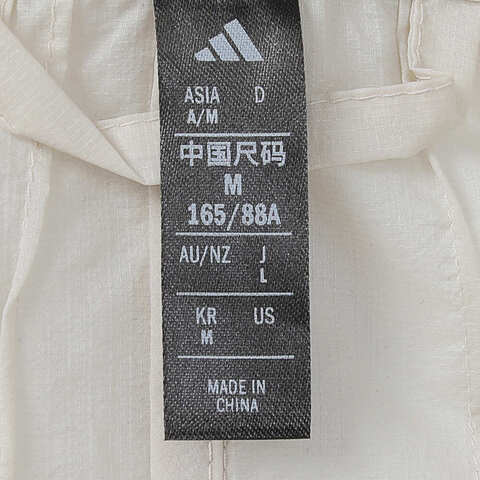 ASIA D
A/M
中国尺码
M
165/88A
AU/NZ J
L
KR US
M
MADE IN
CHINA